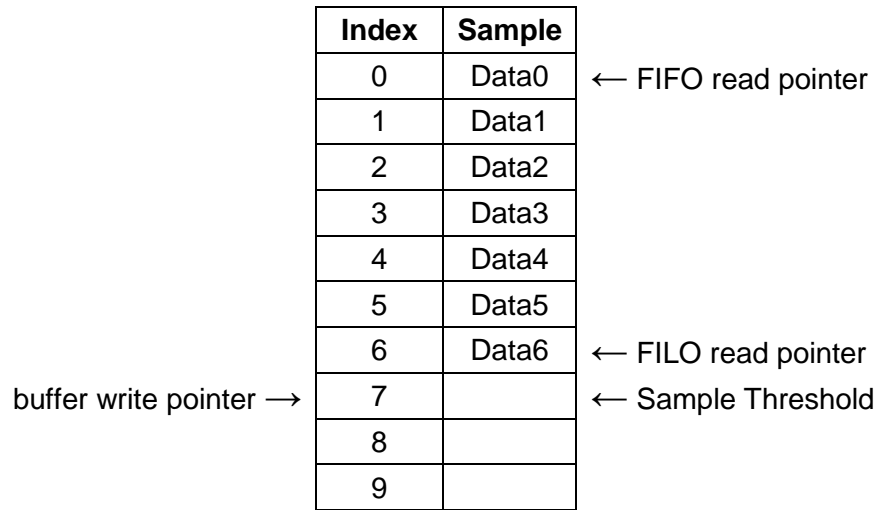 Index Sample
0 Data0 ← FIFO read pointer
1 Data1
2 Data2
3 Data3
4 Data4
5 Data5
6 Data6 ← FILO read pointer
buffer write pointer → 7 ← Sample Threshold
8
9